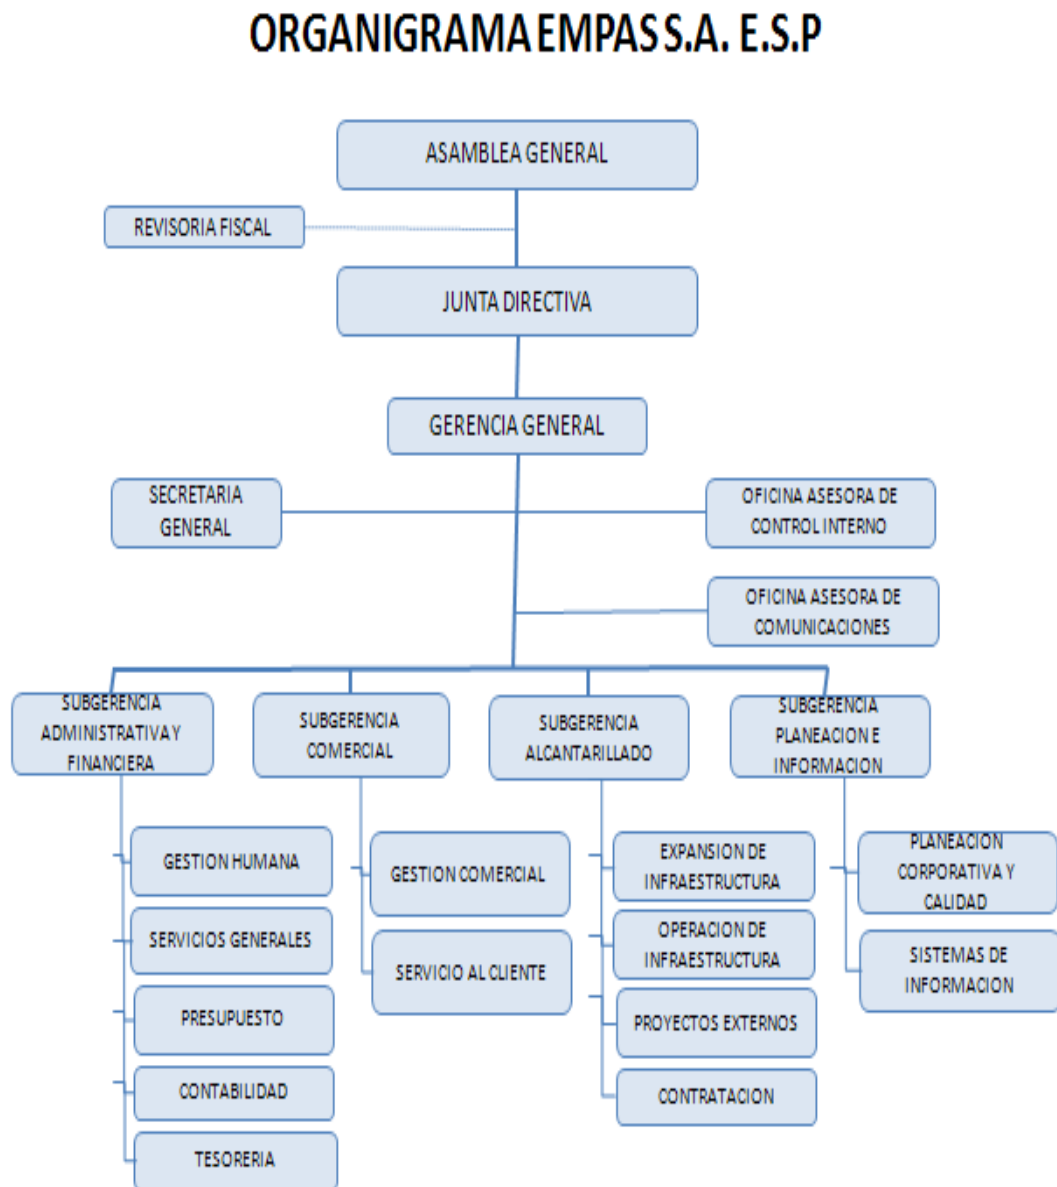 ORGANIGRAMA EMPAS S.A. E.S.P
ASAMBLEA GENERAL
REVISORIA FISCAL
JUNTA DIRECTIVA
GERENCIA GENERAL
SECRETARIA
GENERAL
OFICINA ASESORA DE
CONTROL INTERNO
OFICINA ASESORA DE
COMUNICACIONES
SUBGERENCIA
ADMINISTRATIVA Y
FINANCIERA
SUBGERENCIA
COMERCIAL
SUBGERENCIA
ALCANTARILLADO
SUBGERENCIA
PLANEACION E
INFORMACION
GESTION HUMANA
SERVICIOS GENERALES
PRESUPUESTO
CONTABILIDAD
TESORERIA
GESTION COMERCIAL
SERVICIO AL CLIENTE
EXPANSION DE
INFRAESTRUCTURA
OPERACION DE
INFRAESTRUCTURA
PROYECTOS EXTERNOS
CONTRATACION
PLANEACION
CORPORATIVA Y
CALIDAD
SISTEMAS DE
INFORMACION